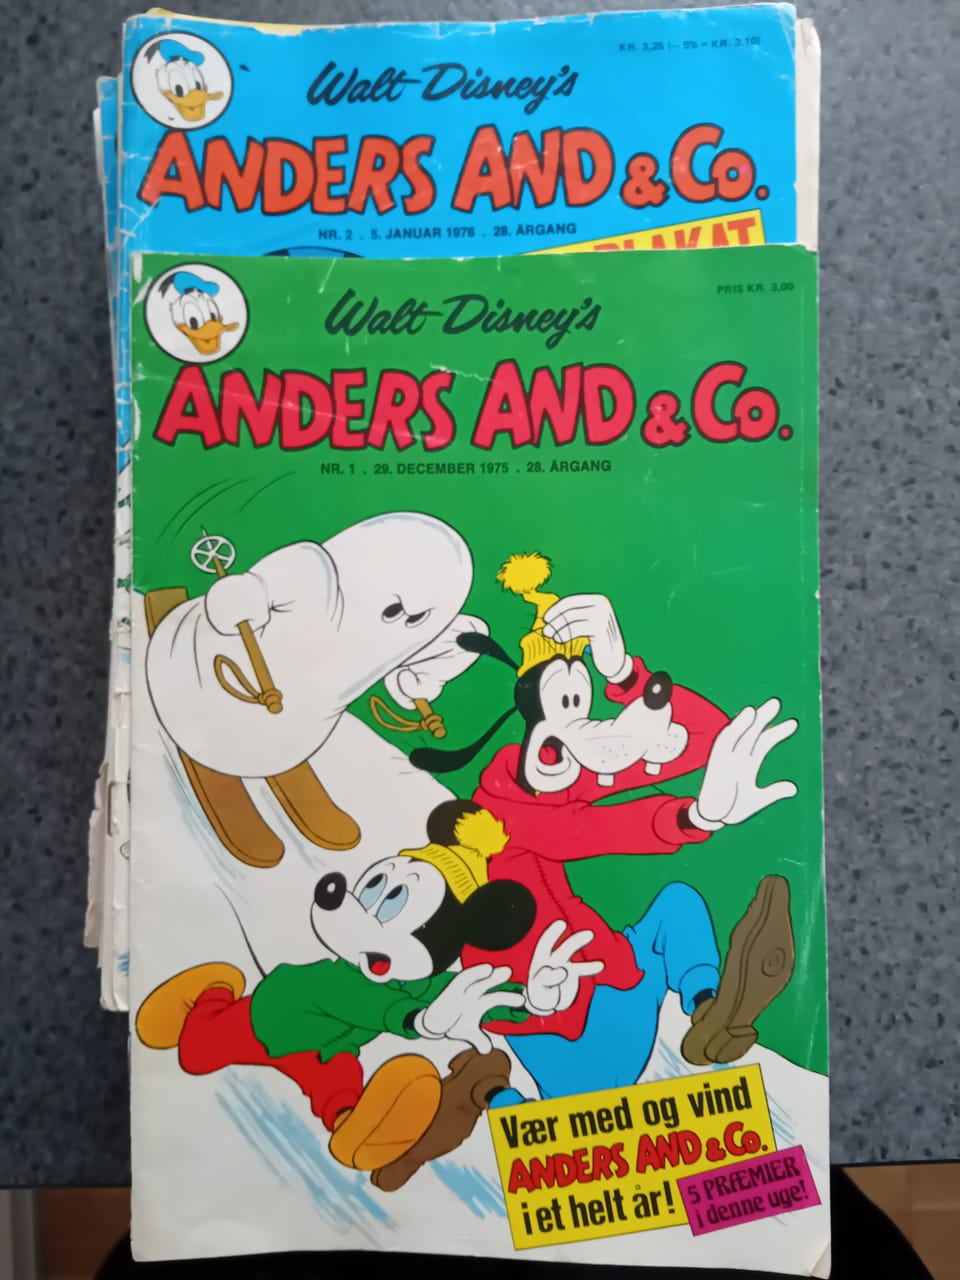 KR. 3,25 (- 5% = KR. 3,10)
Walt Disney's
ANDERS AND & Co.
NR. 2 . 5. JANUAR 1976 . 28. ÅRGANG
PLAKAT
PRIS KR. 3,00
Walt Disney's
ANDERS AND & Co.
NR. 1 . 29. DECEMBER 1975 . 28. ÅRGANG
Vær med og vind
ANDERS AND & Co.
i et helt år!
5 PRÆMIER
i denne uge!